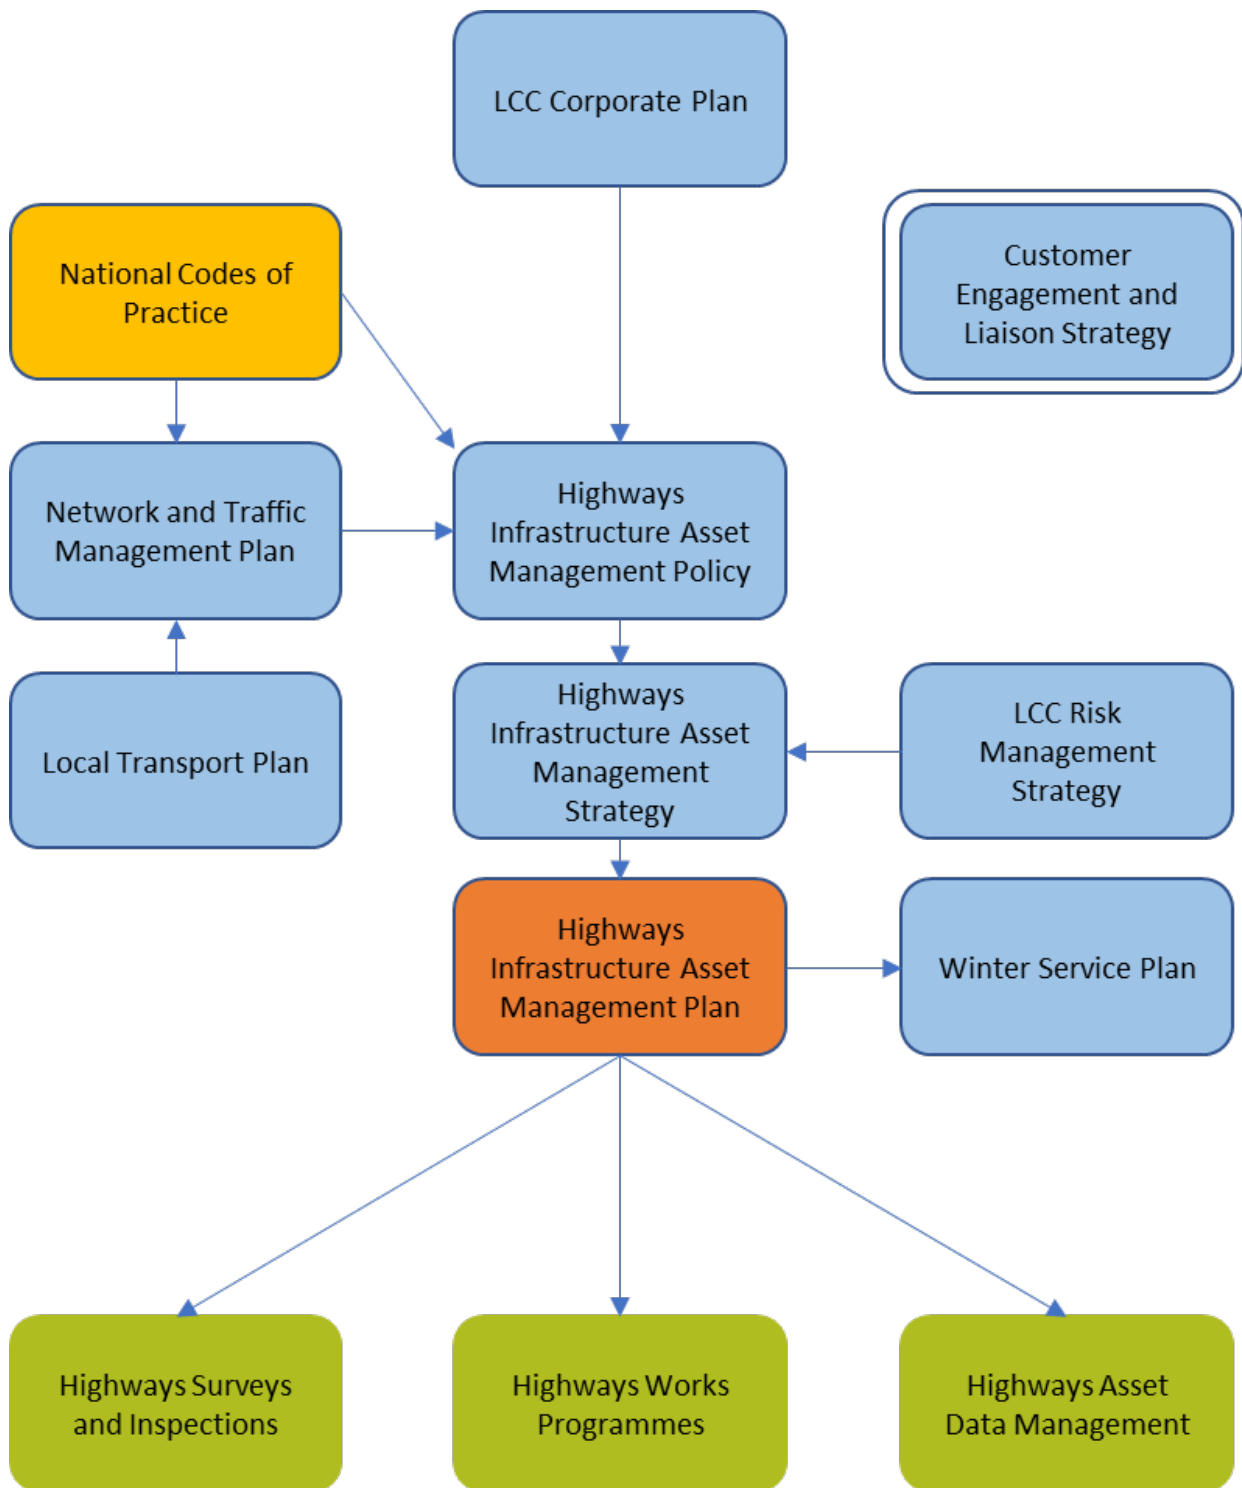 LCC Corporate Plan
National Codes of
Practice
Customer
Engagement and
Liaison Strategy
Network and Traffic
Management Plan
Highways
Infrastructure Asset
Management Policy
Local Transport Plan
Highways
Infrastructure Asset
Management
Strategy
LCC Risk
Management
Strategy
Highways
Infrastructure Asset
Management Plan
Winter Service Plan
Highways Surveys
and Inspections
Highways Works
Programmes
Highways Asset
Data Management